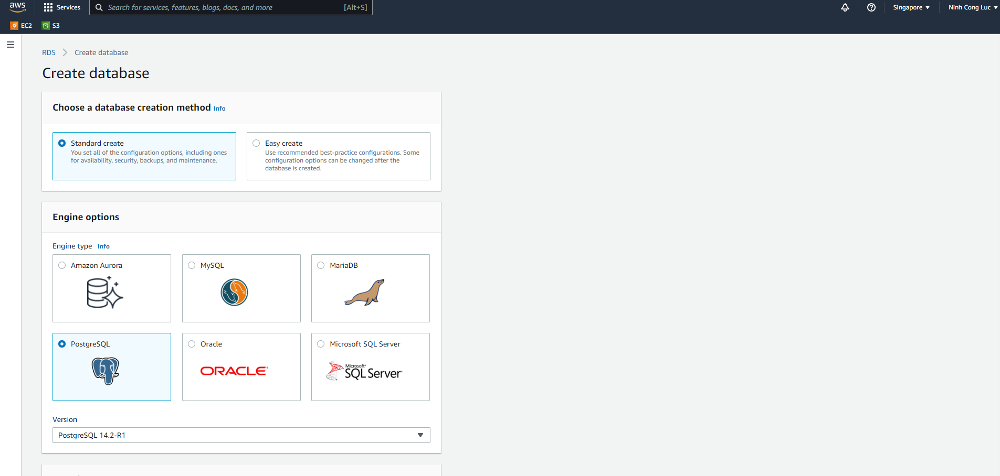 aws
Services
Search for services, features, blogs, docs, and more
[Alt+S]
Singapore
Ninh Cong Luc
EC2
S3
RDS
Create database
Create database
Choose a database creation method Info
Standard create
You set all of the configuration options, including ones
for availability, security, backups, and maintenance.
Easy create
Use recommended best-practice configurations. Some
configuration options can be changed after the
database is created.
Engine options
Engine type Info
Amazon Aurora
MySQL
MariaDB
PostgreSQL
Oracle
ORACLE®
Microsoft SQL Server
Microsoft®
SQL Server®
Version
PostgreSQL 14.2-R1